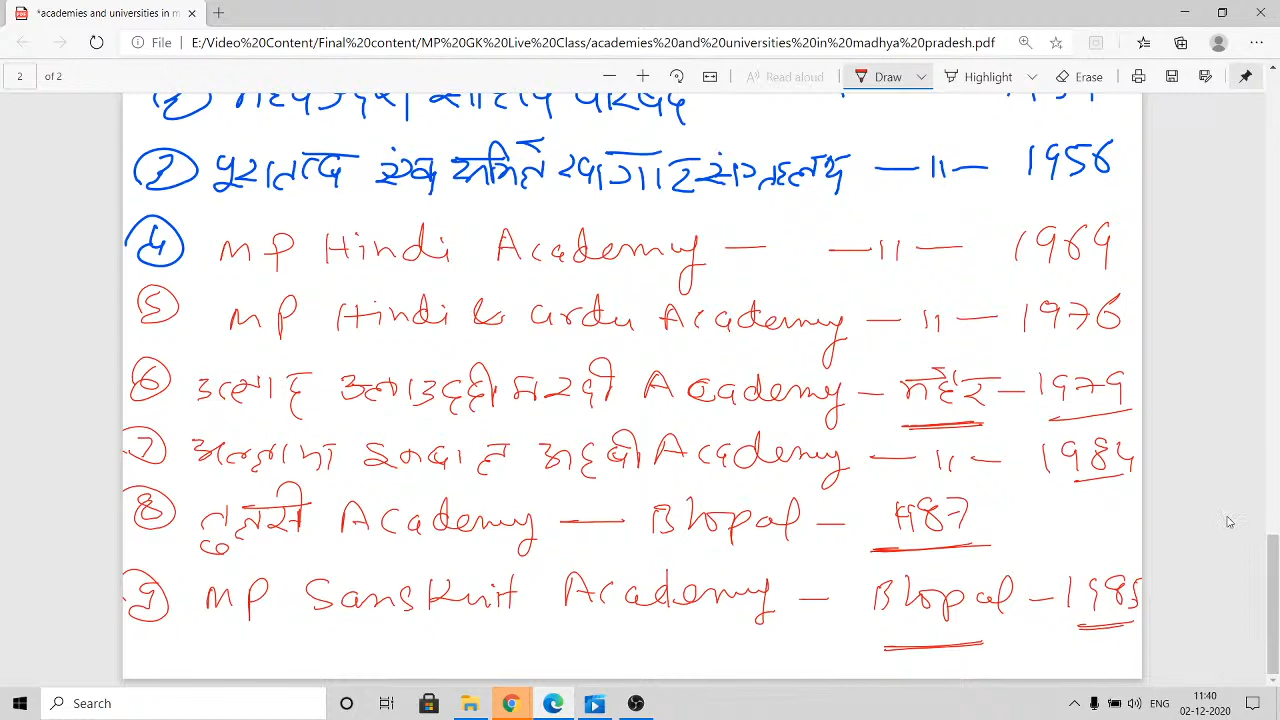 *academies and universities in m
File
E:/Video%20Content/Final%20content/MP%20GK%20Live%20Class/academies%20and%20universities%20in%20madhya%20pradesh.pdf
2 of 2
Read aloud
Draw
Highlight
Erase
साहित्य परिषद
3 पुरातत्व संग्रहालय —11— 1956
4 MP Hindi Academy — —11— 1969
5 MP Hindi & urdu Academy —11— 1976
6 Academy — मैहर — 1979
7 Academy —11— 1984
8 तुलसी Academy — Bhopal — 1987
9 MP Sanskrit Academy — Bhopal — 1985
Search
ENG
11:40
02-12-2020